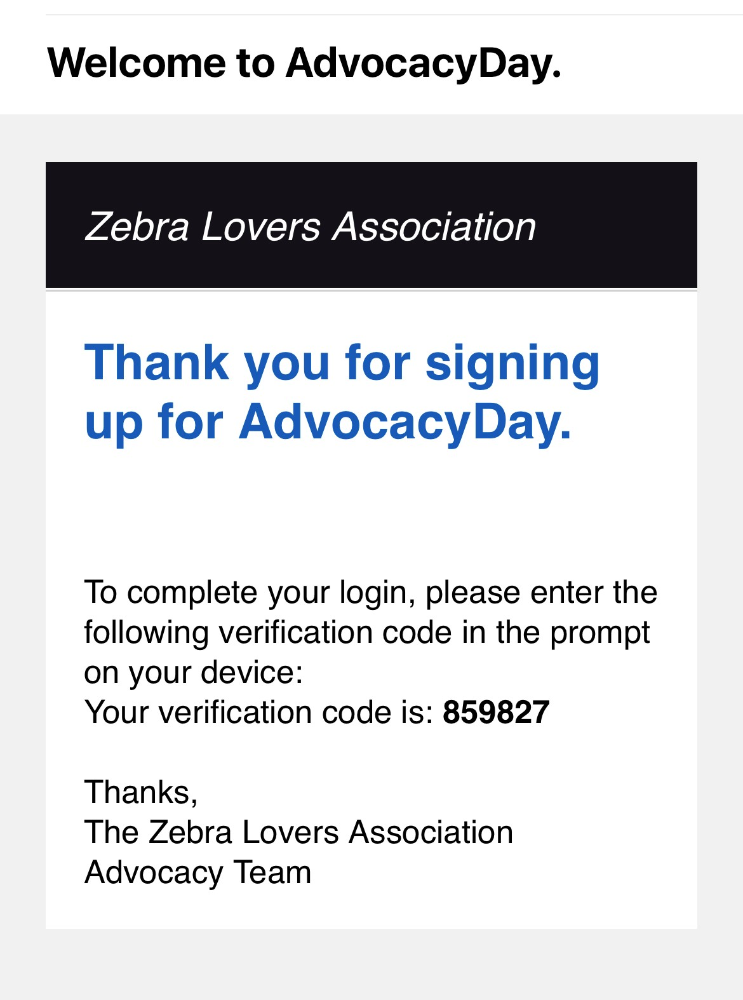 Welcome to AdvocacyDay.
Zebra Lovers Association
Thank you for signing
up for AdvocacyDay.
To complete your login, please enter the
following verification code in the prompt
on your device:
Your verification code is: 859827
Thanks,
The Zebra Lovers Association
Advocacy Team